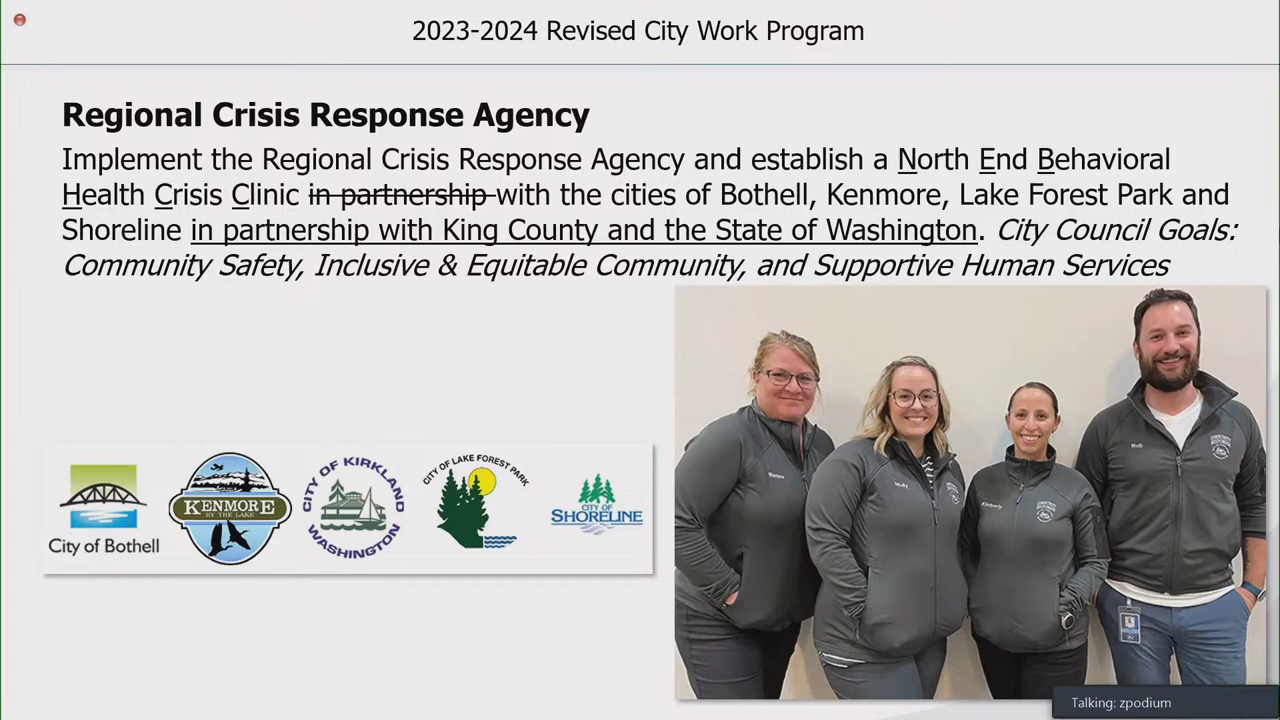 2023-2024 Revised City Work Program
Regional Crisis Response Agency
Implement the Regional Crisis Response Agency and establish a North End Behavioral
Health Crisis Clinic in partnership with the cities of Bothell, Kenmore, Lake Forest Park and
Shoreline in partnership with King County and the State of Washington. City Council Goals:
Community Safety, Inclusive & Equitable Community, and Supportive Human Services
City of Bothell
KENMORE
BY THE LAKE
CITY OF KIRKLAND
WASHINGTON
CITY OF LAKE FOREST PARK
CITY OF
SHORELINE
Kimberly
Rob
Talking: zpodium